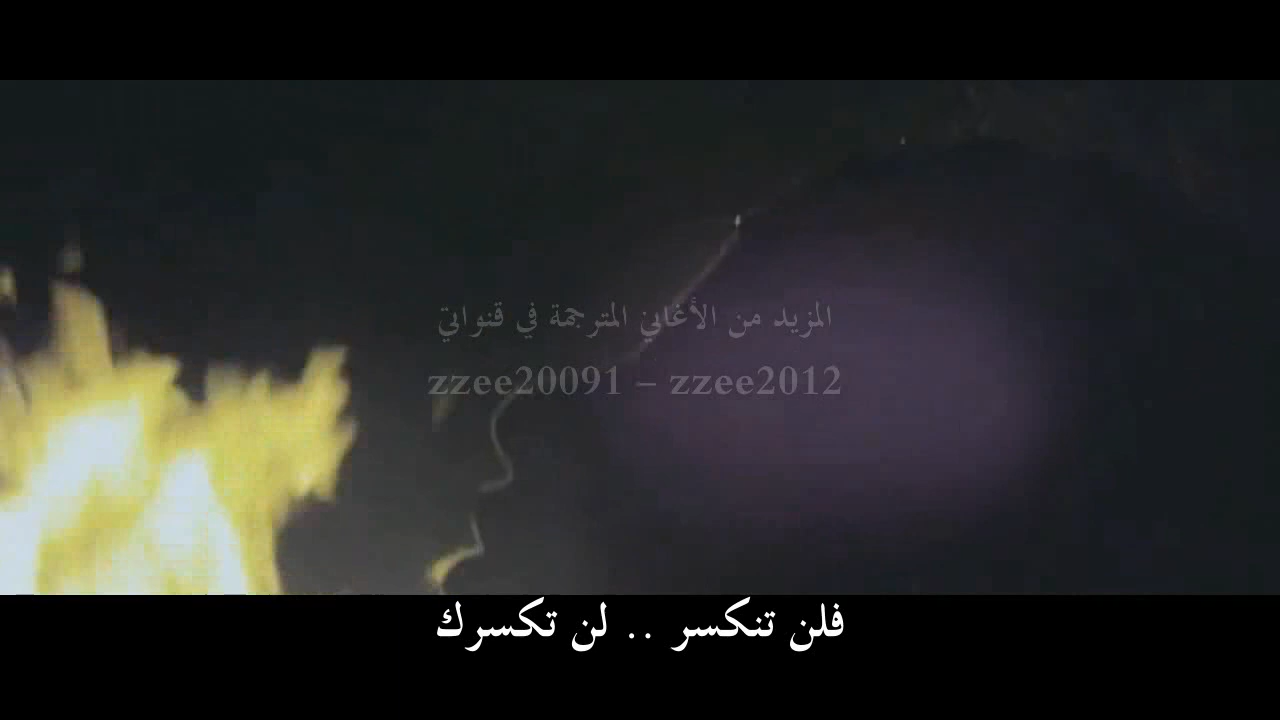 المزيد من الأغاني المترجمة في قنواتي
zzee20091 – zzee2012
فلن تنكسر .. لن تكسرك